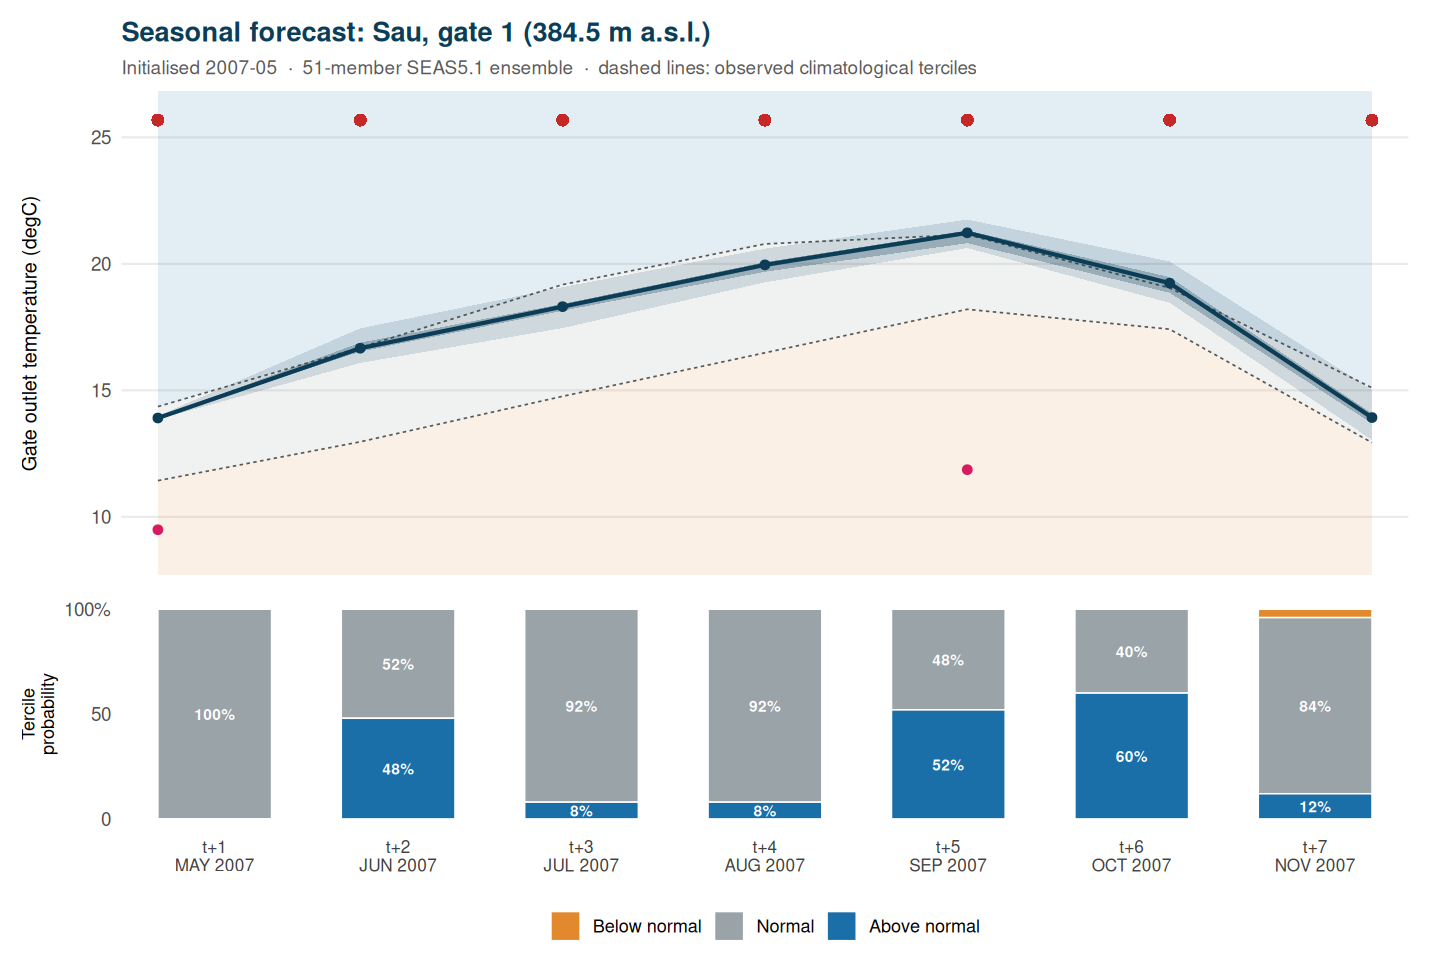 Seasonal forecast: Sau, gate 1 (384.5 m a.s.l.)
Initialised 2007-05 · 51-member SEAS5.1 ensemble · dashed lines: observed climatological terciles
Gate outlet temperature (degC)
25
20
15
10
Tercile
probability
100%
50
0
100%
52%
48%
92%
8%
92%
8%
48%
52%
40%
60%
84%
12%
t+1
MAY 2007
t+2
JUN 2007
t+3
JUL 2007
t+4
AUG 2007
t+5
SEP 2007
t+6
OCT 2007
t+7
NOV 2007
Below normal
Normal
Above normal